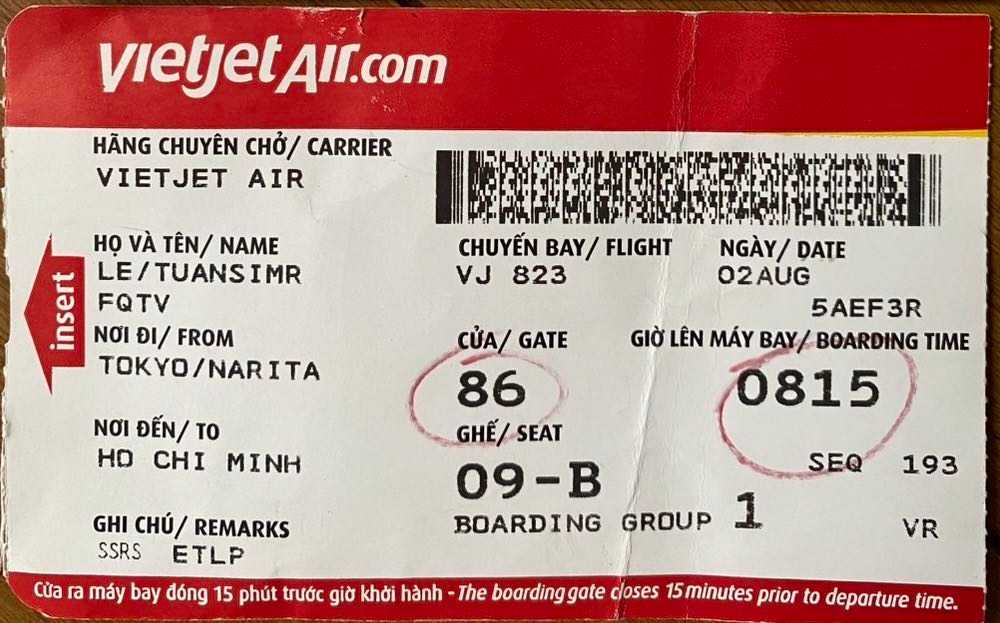 vietjetAir.com
HÃNG CHUYÊN CHỞ/ CARRIER
VIETJET AIR
HỌ VÀ TÊN/ NAME
LE/TUANSIMR
FQTV
CHUYẾN BAY/ FLIGHT
VJ 823
NGÀY/ DATE
02AUG
5AEF3R
insert
NƠI ĐI/ FROM
TOKYO/NARITA
CỬA/ GATE
86
GIỜ LÊN MÁY BAY/ BOARDING TIME
0815
NƠI ĐẾN/ TO
HO CHI MINH
GHẾ/ SEAT
09-B
SEQ 193
GHI CHÚ/ REMARKS
SSRS ETLP
BOARDING GROUP 1
VR
Cửa ra máy bay đóng 15 phút trước giờ khởi hành - The boarding gate closes 15 minutes prior to departure time.